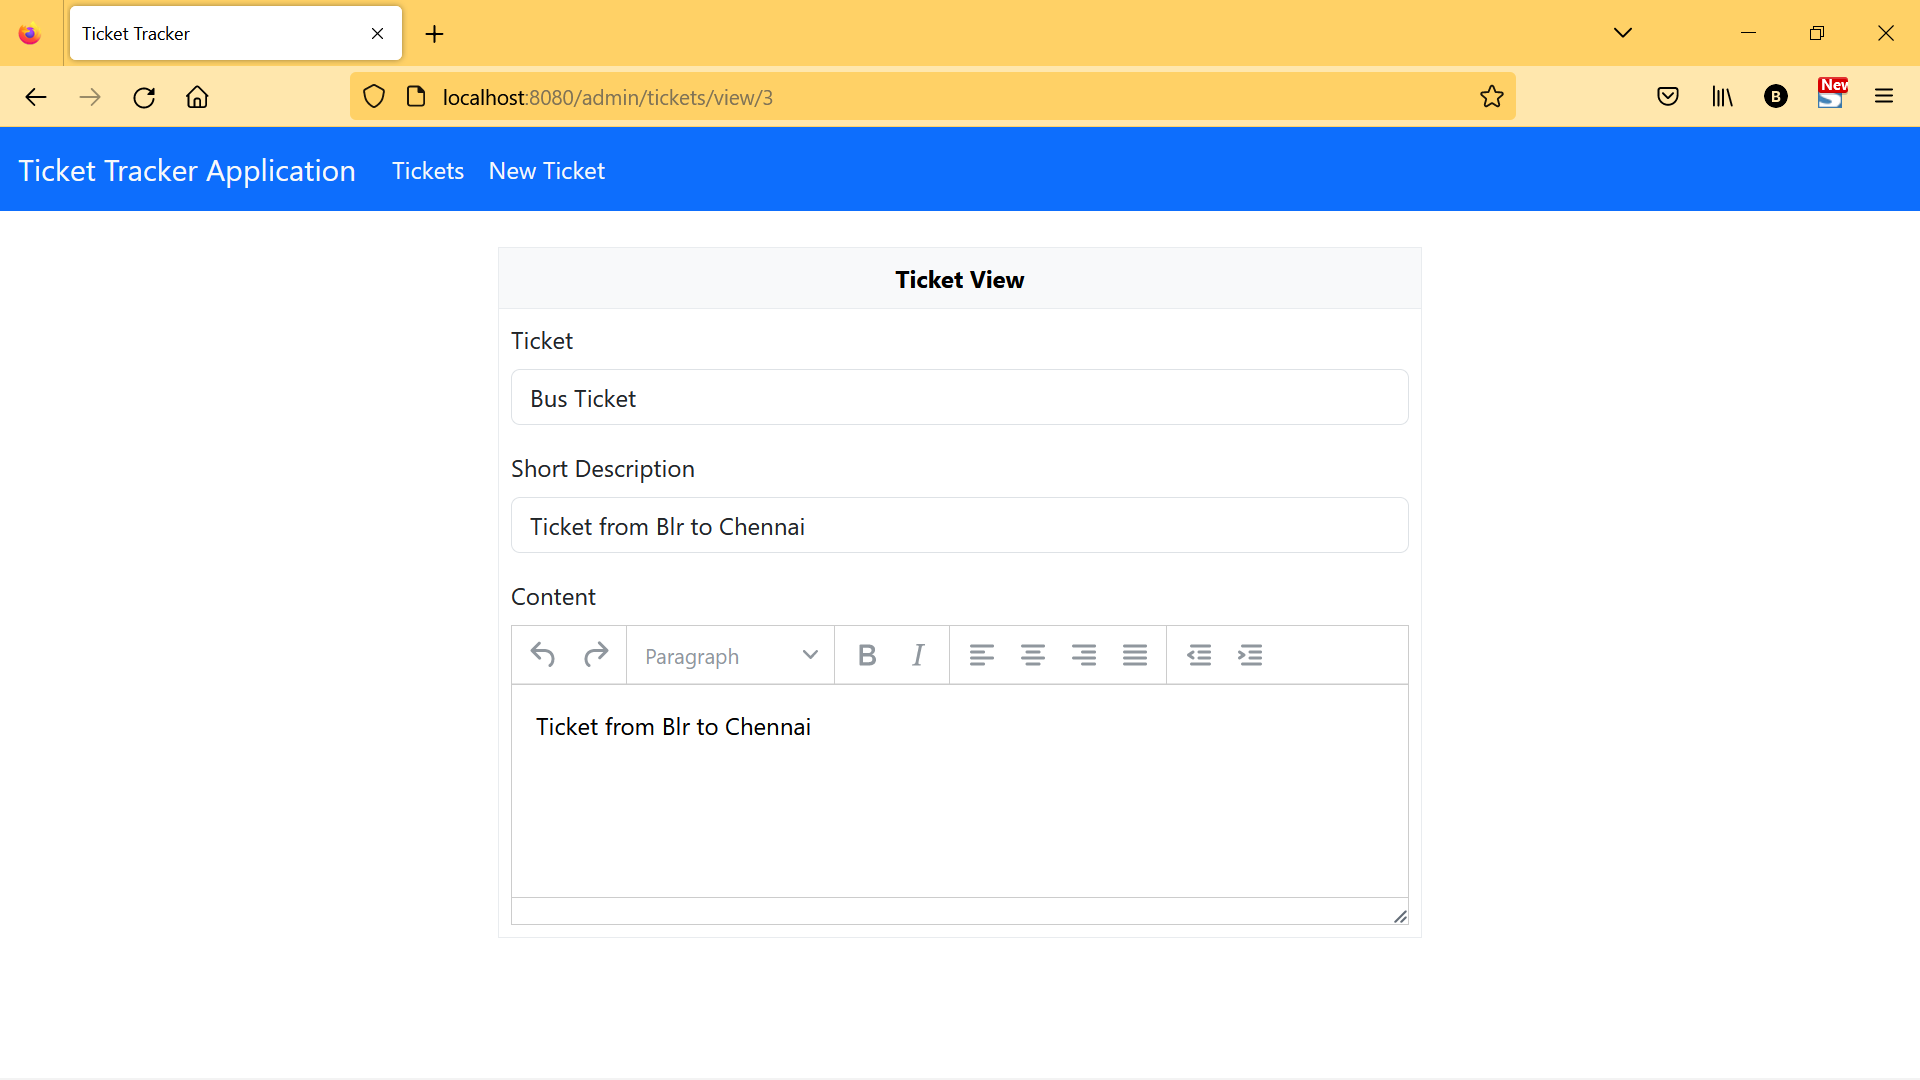 Ticket Tracker
localhost:8080/admin/tickets/view/3
B
New
Ticket Tracker Application Tickets New Ticket
Ticket View
Ticket
Bus Ticket
Short Description
Ticket from Blr to Chennai
Content
Paragraph B I
Ticket from Blr to Chennai